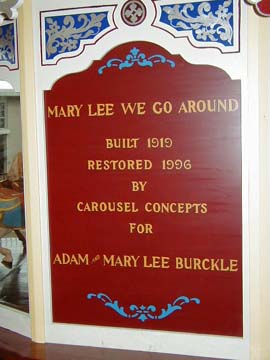 MARY LEE WE GO AROUND
BUILT 1919
RESTORED 1996
BY
CAROUSEL CONCEPTS
FOR
ADAM AND MARY LEE BURCKLE